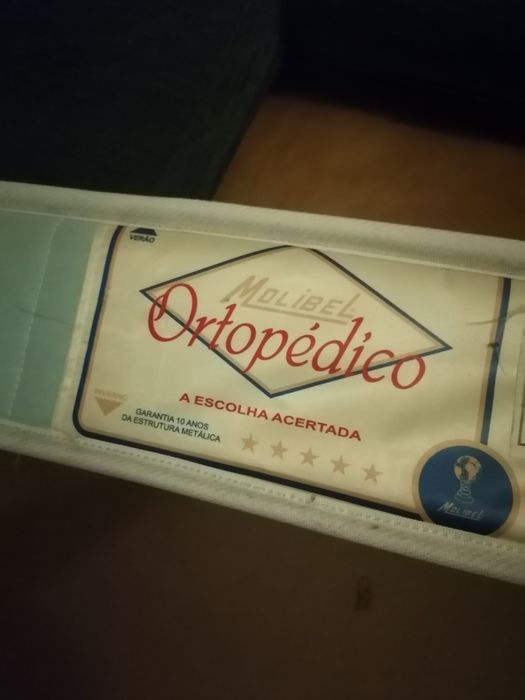 VERÃO
MOLIBEL
Ortopédico
A ESCOLHA ACERTADA
INVERNO
GARANTIA 10 ANOS
DA ESTRUTURA METÁLICA
MOLIBEL